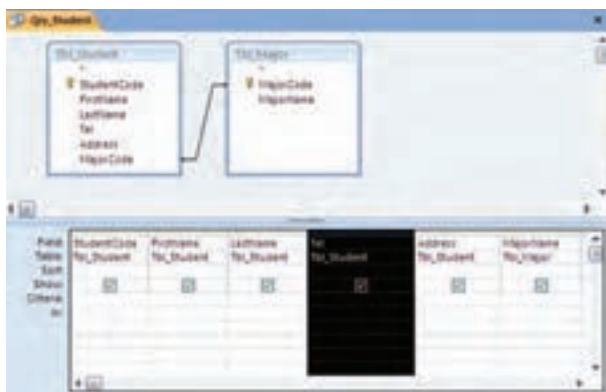 Qry_Student
Tbl_Student
*
StudentCode
FirstName
LastName
Tel
Address
MajorCode
Tbl_Major
*
MajorCode
MajorName
Field: StudentCode FirstName LastName Tel Address MajorName
Table: Tbl_Student Tbl_Student Tbl_Student Tbl_Student Tbl_Student Tbl_Major
Sort:
Show:
Criteria:
or: